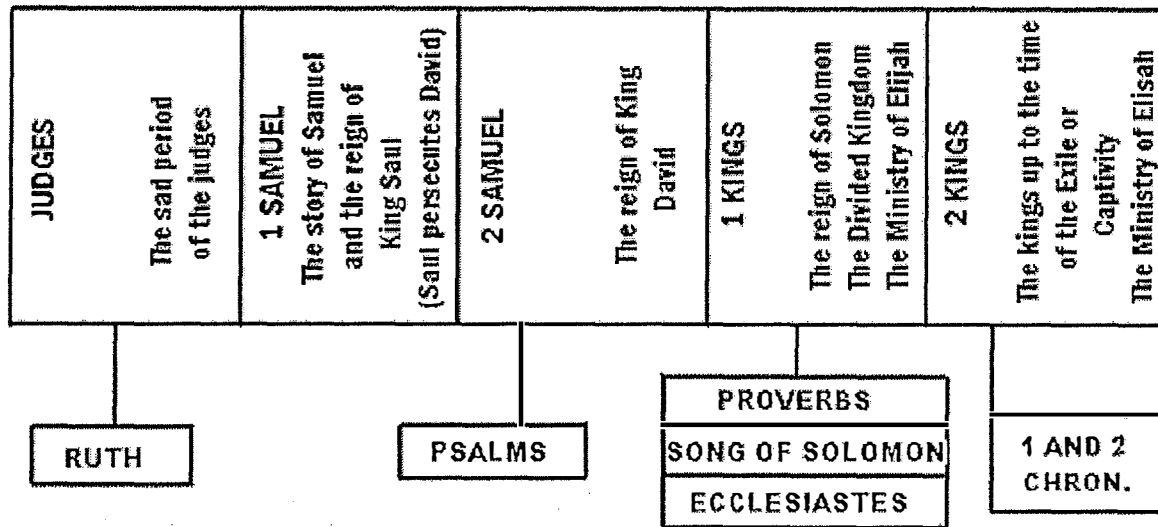 JUDGES
The sad period
of the judges
1 SAMUEL
The story of Samuel
and the reign of
King Saul
(Saul persecutes David)
2 SAMUEL
The reign of King
David
1 KINGS
The reign of Solomon
The Divided Kingdom
The Ministry of Elijah
2 KINGS
The kings up to the time
of the Exile or
Captivity
The Ministry of Elisah
RUTH
PSALMS
PROVERBS
SONG OF SOLOMON
ECCLESIASTES
1 AND 2
CHRON.